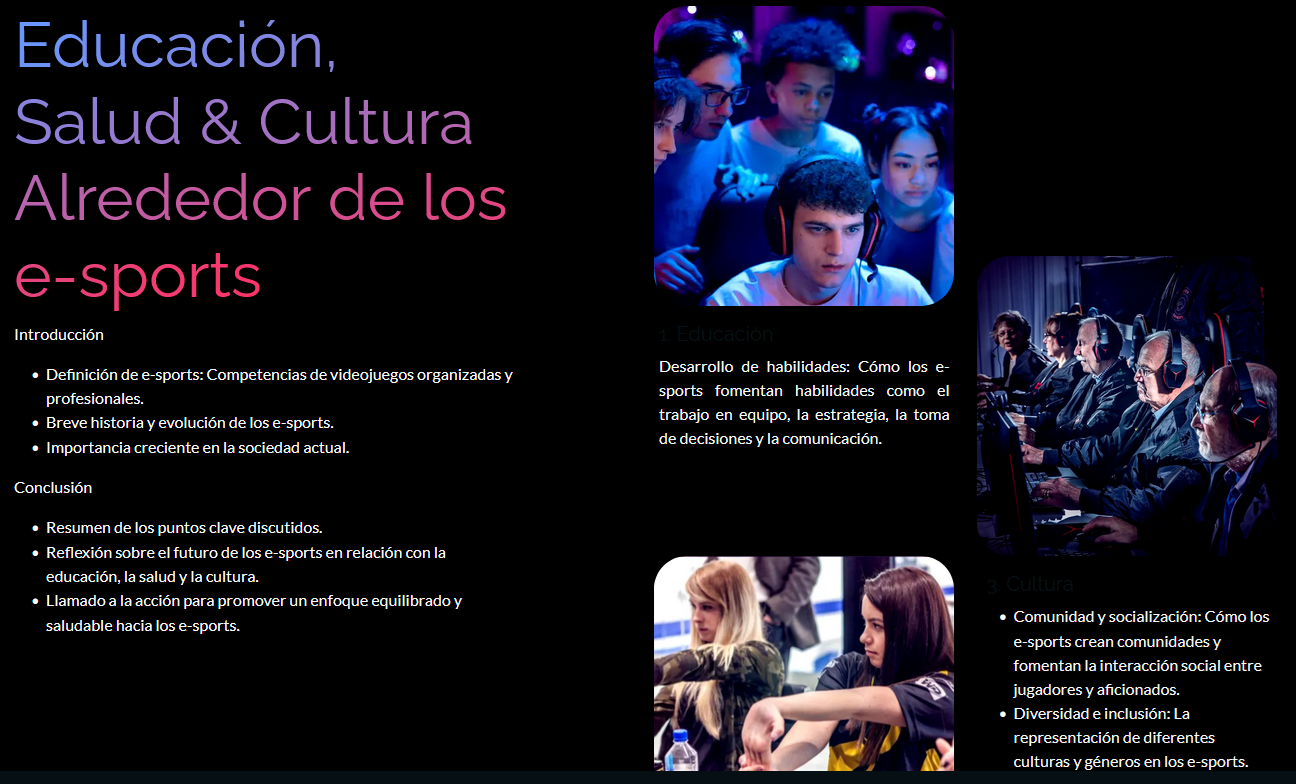 Educación,
Salud & Cultura
Alrededor de los
e-sports
Introducción
• Definición de e-sports: Competencias de videojuegos organizadas y
profesionales.
• Breve historia y evolución de los e-sports.
• Importancia creciente en la sociedad actual.
Conclusión
• Resumen de los puntos clave discutidos.
• Reflexión sobre el futuro de los e-sports en relación con la
educación, la salud y la cultura.
• Llamado a la acción para promover un enfoque equilibrado y
saludable hacia los e-sports.
1. Educación
Desarrollo de habilidades: Cómo los e-
sports fomentan habilidades como el
trabajo en equipo, la estrategia, la toma
de decisiones y la comunicación.
3. Cultura
• Comunidad y socialización: Cómo los
e-sports crean comunidades y
fomentan la interacción social entre
jugadores y aficionados.
• Diversidad e inclusión: La
representación de diferentes
culturas y géneros en los e-sports.